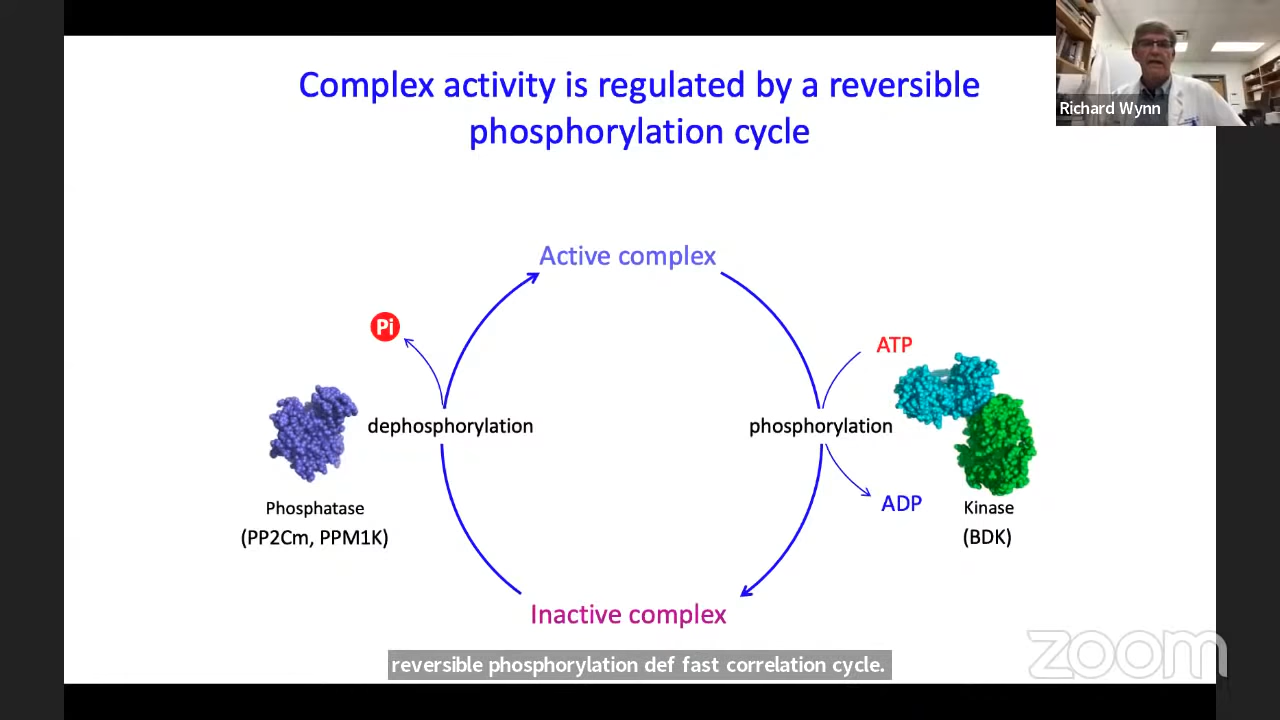 Complex activity is regulated by a reversible
phosphorylation cycle
Richard Wynn
Active complex
Pi
ATP
dephosphorylation
phosphorylation
Phosphatase
(PP2Cm, PPM1K)
ADP
Kinase
(BDK)
Inactive complex
reversible phosphorylation def fast correlation cycle.
zoom